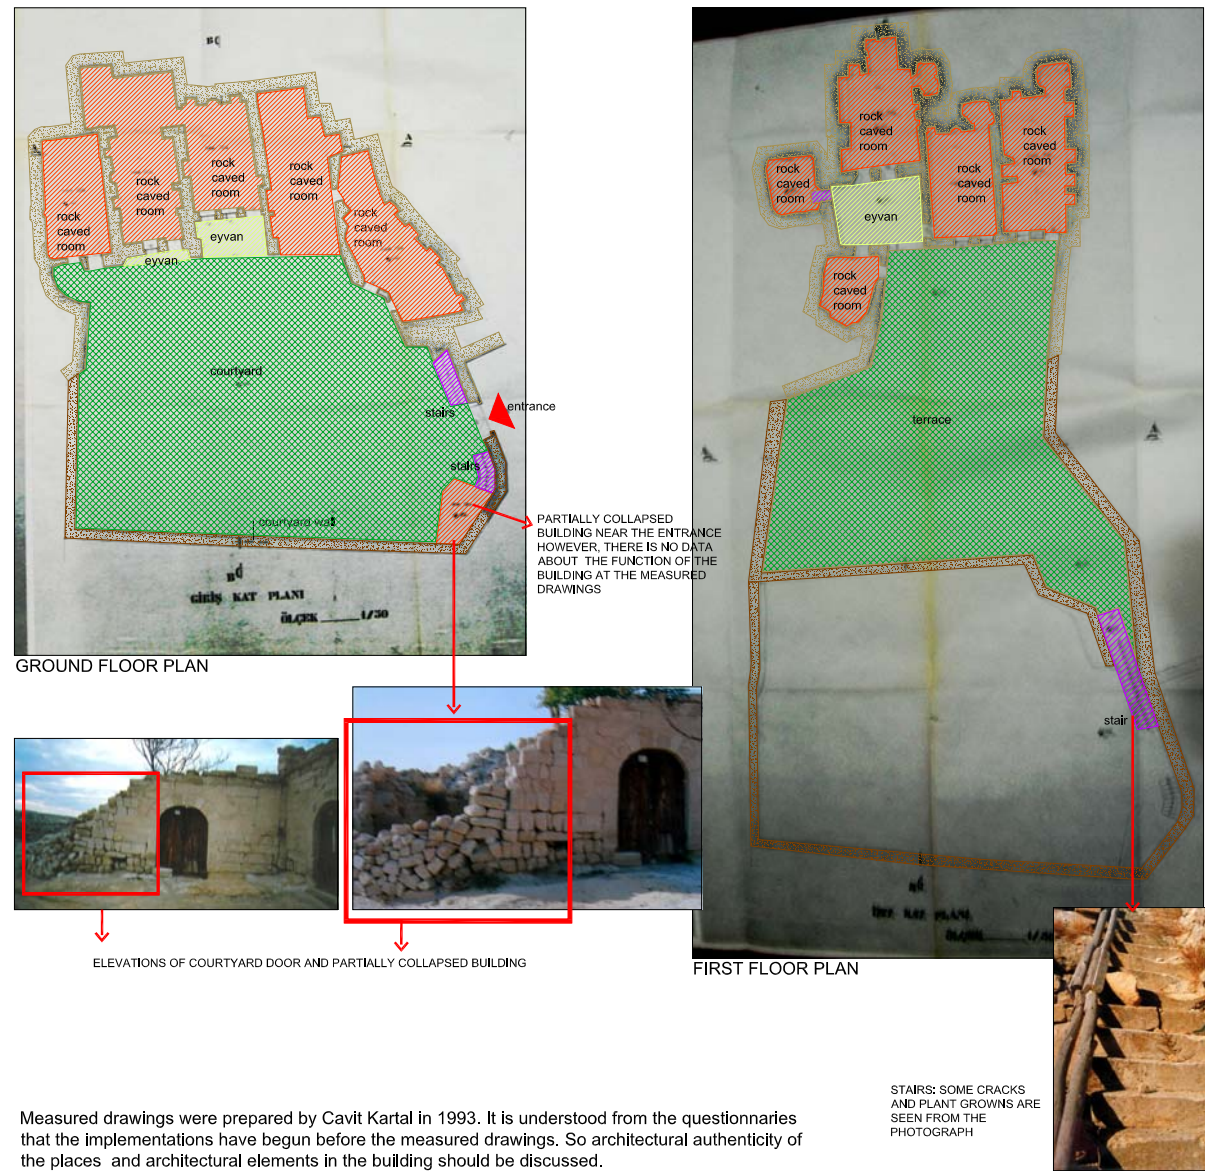 rock
caved
room
rock
caved
room
rock
caved
room
rock
caved
room
rock
caved
room
eyvan
eyvan
courtyard
stairs
entrance
stairs
courtyard wall
PARTIALLY COLLAPSED
BUILDING NEAR THE ENTRANCE
HOWEVER, THERE IS NO DATA
ABOUT THE FUNCTION OF THE
BUILDING AT THE MEASURED
DRAWINGS
GİRİŞ KAT PLANI
ÖLÇEK 1/50
GROUND FLOOR PLAN
rock
caved
room
rock
caved
room
rock
caved
room
rock
caved
room
eyvan
rock
caved
room
terrace
stair
KAT PLANI
ÖLÇEK
FIRST FLOOR PLAN
ELEVATIONS OF COURTYARD DOOR AND PARTIALLY COLLAPSED BUILDING
STAIRS: SOME CRACKS
AND PLANT GROWNS ARE
SEEN FROM THE
PHOTOGRAPH
Measured drawings were prepared by Cavit Kartal in 1993. It is understood from the questionnaries
that the implementations have begun before the measured drawings. So architectural authenticity of
the places and architectural elements in the building should be discussed.